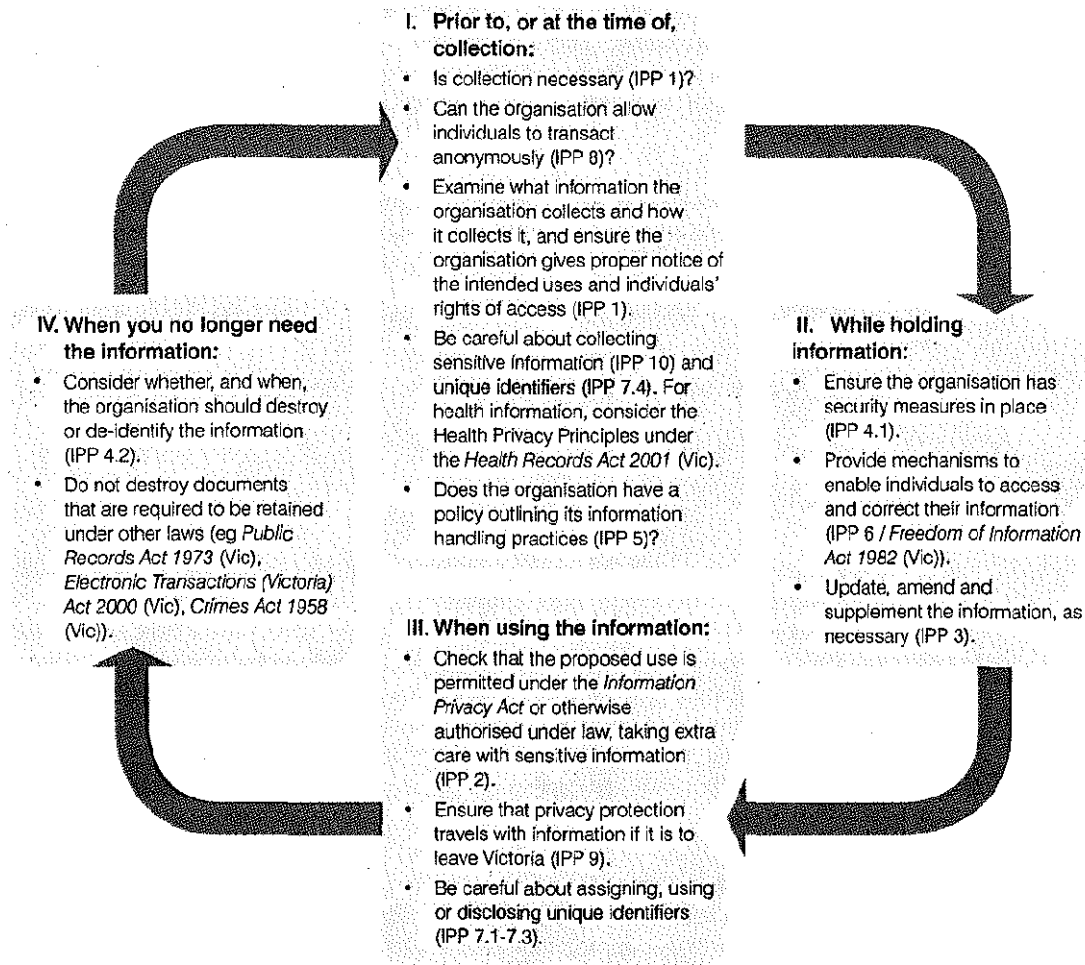 I. Prior to, or at the time of,
collection:
• Is collection necessary (IPP 1)?
• Can the organisation allow
individuals to transact
anonymously (IPP 8)?
• Examine what information the
organisation collects and how
it collects it, and ensure the
organisation gives proper notice of
the intended uses and individuals'
rights of access (IPP 1).
• Be careful about collecting
sensitive information (IPP 10) and
unique identifiers (IPP 7.4). For
health information, consider the
Health Privacy Principles under
the Health Records Act 2001 (Vic).
• Does the organisation have a
policy outlining its information
handling practices (IPP 5)?
II. While holding
information:
• Ensure the organisation has
security measures in place
(IPP 4.1).
• Provide mechanisms to
enable individuals to access
and correct their information
(IPP 6 / Freedom of Information
Act 1982 (Vic)).
• Update, amend and
supplement the information, as
necessary (IPP 3).
III. When using the information:
• Check that the proposed use is
permitted under the Information
Privacy Act or otherwise
authorised under law, taking extra
care with sensitive information
(IPP 2).
• Ensure that privacy protection
travels with information if it is to
leave Victoria (IPP 9).
• Be careful about assigning, using
or disclosing unique identifiers
(IPP 7.1-7.3).
IV. When you no longer need
the information:
• Consider whether, and when,
the organisation should destroy
or de-identify the information
(IPP 4.2).
• Do not destroy documents
that are required to be retained
under other laws (eg Public
Records Act 1973 (Vic),
Electronic Transactions (Victoria)
Act 2000 (Vic), Crimes Act 1958
(Vic)).